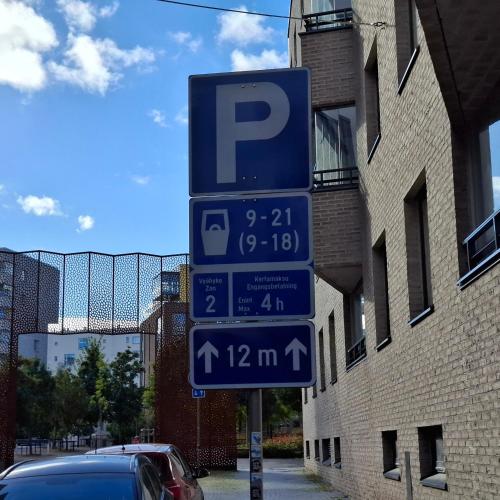 P
9-21
(9-18)
Vyöhyke
Zon
2
Kertamaksu
Engångsbetalning
Enint
Max
4 h
12 m